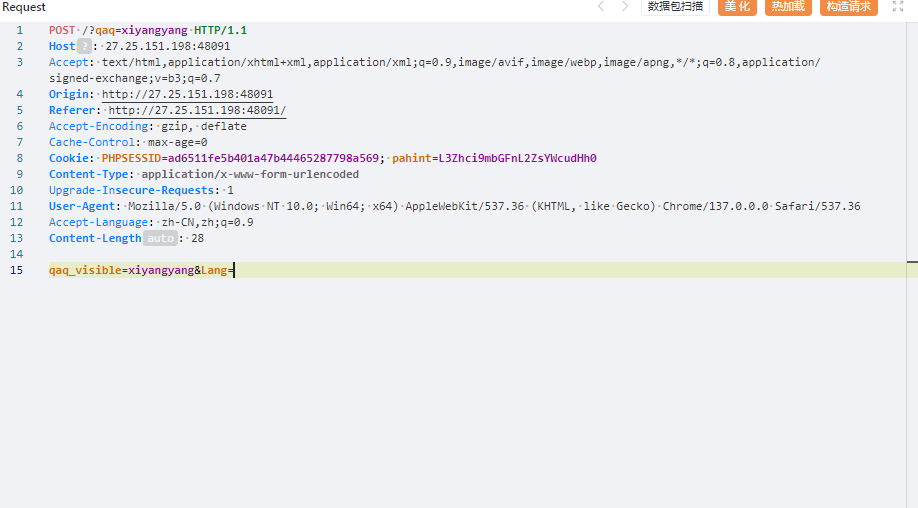 Request 数据包扫描 美化 热加载 构造请求
1 POST /?qaq=xiyangyang HTTP/1.1
2 Host ? : 27.25.151.198:48091
3 Accept: text/html,application/xhtml+xml,application/xml;q=0.9,image/avif,image/webp,image/apng,*/*;q=0.8,application/
signed-exchange;v=b3;q=0.7
4 Origin: http://27.25.151.198:48091
5 Referer: http://27.25.151.198:48091/
6 Accept-Encoding: gzip, deflate
7 Cache-Control: max-age=0
8 Cookie: PHPSESSID=ad6511fe5b401a47b44465287798a569; pahint=L3Zhci9mbGFnL2ZsYWcudHh0
9 Content-Type: application/x-www-form-urlencoded
10 Upgrade-Insecure-Requests: 1
11 User-Agent: Mozilla/5.0 (Windows NT 10.0; Win64; x64) AppleWebKit/537.36 (KHTML, like Gecko) Chrome/137.0.0.0 Safari/537.36
12 Accept-Language: zh-CN,zh;q=0.9
13 Content-Length auto : 28
14
15 qaq_visible=xiyangyang&Lang=